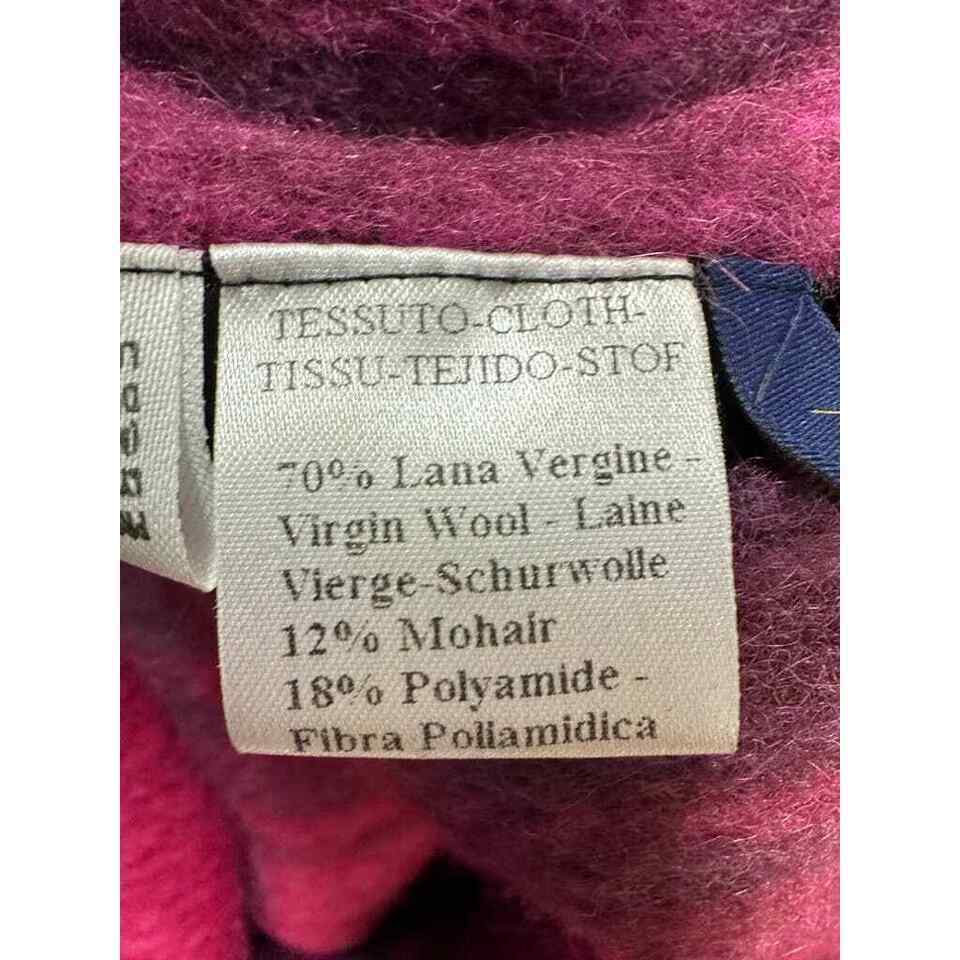 TESSUTO-CLOTH-
TISSU-TEJIDO-STOF
70% Lana Vergine -
Virgin Wool - Laine
Vierge-Schurwolle
12% Mohair
18% Polyamide -
Fibra Poliamidica